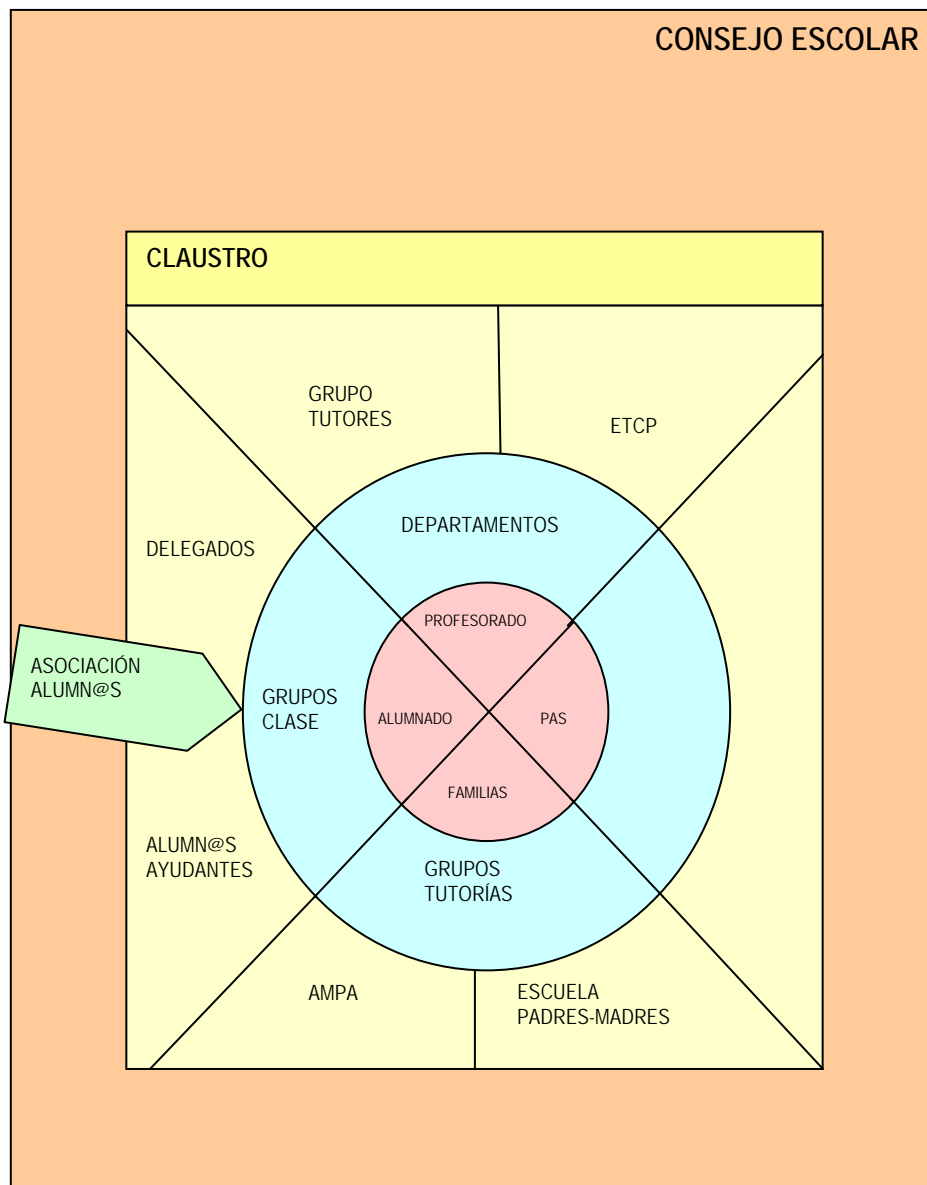 CONSEJO ESCOLAR
CLAUSTRO
GRUPO
TUTORES
ETCP
DEPARTAMENTOS
DELEGADOS
PROFESORADO
ASOCIACIÓN
ALUMN@S
GRUPOS
CLASE
ALUMNADO
PAS
FAMILIAS
ALUMN@S
AYUDANTES
GRUPOS
TUTORÍAS
AMPA
ESCUELA
PADRES-MADRES